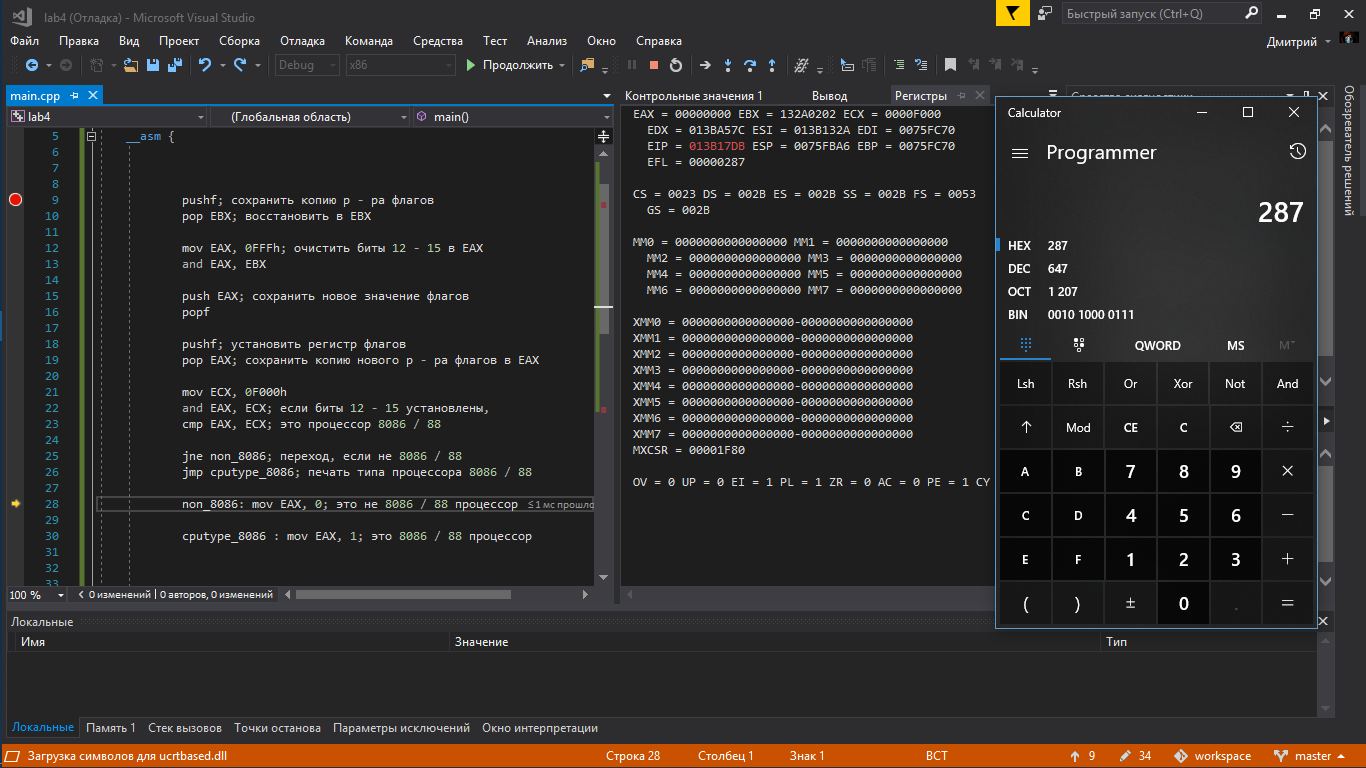 lab4 (Отладка) - Microsoft Visual Studio
Быстрый запуск (Ctrl+Q)
Файл Правка Вид Проект Сборка Отладка Команда Средства Тест Анализ Окно Справка
Дмитрий
Debug x86 Продолжить
main.cpp
lab4 (Глобальная область) main()
5 __asm {
6
7
8
9 pushf; сохранить копию р - ра флагов
10 pop EBX; восстановить в EBX
11
12 mov EAX, 0FFFh; очистить биты 12 - 15 в EAX
13 and EAX, EBX
14
15 push EAX; сохранить новое значение флагов
16 popf
17
18 pushf; установить регистр флагов
19 pop EAX; сохранить копию нового р - ра флагов в EAX
20
21 mov ECX, 0F000h
22 and EAX, ECX; если биты 12 - 15 установлены,
23 cmp EAX, ECX; это процессор 8086 / 88
24
25 jne non_8086; переход, если не 8086 / 88
26 jmp cputype_8086; печать типа процессора 8086 / 88
27
28 non_8086: mov EAX, 0; это не 8086 / 88 процессор ≤1 мс прошло
29
30 cputype_8086 : mov EAX, 1; это 8086 / 88 процессор
31
32
33
100 % 0 изменений | 0 авторов, 0 изменений
Контрольные значения 1 Вывод Регистры
EAX = 00000000 EBX = 132A0202 ECX = 0000F000
EDX = 013BA57C ESI = 013B132A EDI = 0075FC70
EIP = 013B17DB ESP = 0075FBA6 EBP = 0075FC70
EFL = 00000287
CS = 0023 DS = 002B ES = 002B SS = 002B FS = 0053
GS = 002B
MM0 = 0000000000000000 MM1 = 0000000000000000
MM2 = 0000000000000000 MM3 = 0000000000000000
MM4 = 0000000000000000 MM5 = 0000000000000000
MM6 = 0000000000000000 MM7 = 0000000000000000
XMM0 = 0000000000000000-0000000000000000
XMM1 = 0000000000000000-0000000000000000
XMM2 = 0000000000000000-0000000000000000
XMM3 = 0000000000000000-0000000000000000
XMM4 = 0000000000000000-0000000000000000
XMM5 = 0000000000000000-0000000000000000
XMM6 = 0000000000000000-0000000000000000
XMM7 = 0000000000000000-0000000000000000
MXCSR = 00001F80
OV = 0 UP = 0 EI = 1 PL = 1 ZR = 0 AC = 0 PE = 1 CY
Calculator
Programmer
287
HEX 287
DEC 647
OCT 1 207
BIN 0010 1000 0111
QWORD MS M
Lsh Rsh Or Xor Not And
↑ Mod CE C ⌫ ÷
A B 7 8 9 ×
C D 4 5 6 −
E F 1 2 3 +
( ) ± 0 . =
Обозреватель решений
Локальные
Имя Значение Тип
Локальные Память 1 Стек вызовов Точки останова Параметры исключений Окно интерпретации
Загрузка символов для ucrtbased.dll Строка 28 Столбец 1 Знак 1 ВСТ 9 34 workspace master